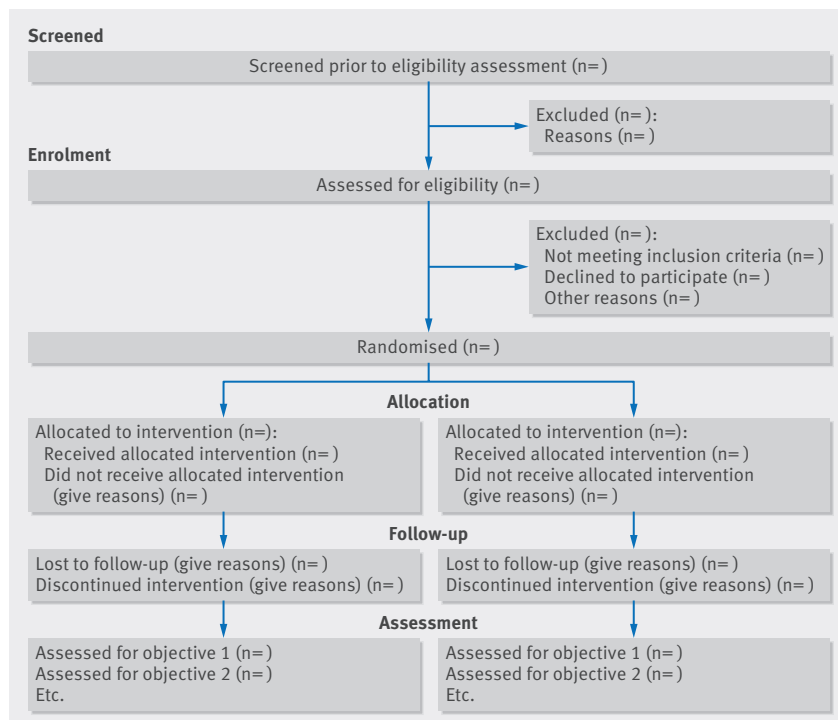 Screened
Screened prior to eligibility assessment (n= )
Excluded (n= ):
Reasons (n= )
Enrolment
Assessed for eligibility (n= )
Excluded (n= ):
Not meeting inclusion criteria (n= )
Declined to participate (n= )
Other reasons (n= )
Randomised (n= )
Allocation
Allocated to intervention (n=):
Received allocated intervention (n= )
Did not receive allocated intervention
(give reasons) (n= )
Allocated to intervention (n=):
Received allocated intervention (n= )
Did not receive allocated intervention
(give reasons) (n= )
Follow-up
Lost to follow-up (give reasons) (n= )
Discontinued intervention (give reasons) (n= )
Lost to follow-up (give reasons) (n= )
Discontinued intervention (give reasons) (n= )
Assessment
Assessed for objective 1 (n= )
Assessed for objective 2 (n= )
Etc.
Assessed for objective 1 (n= )
Assessed for objective 2 (n= )
Etc.